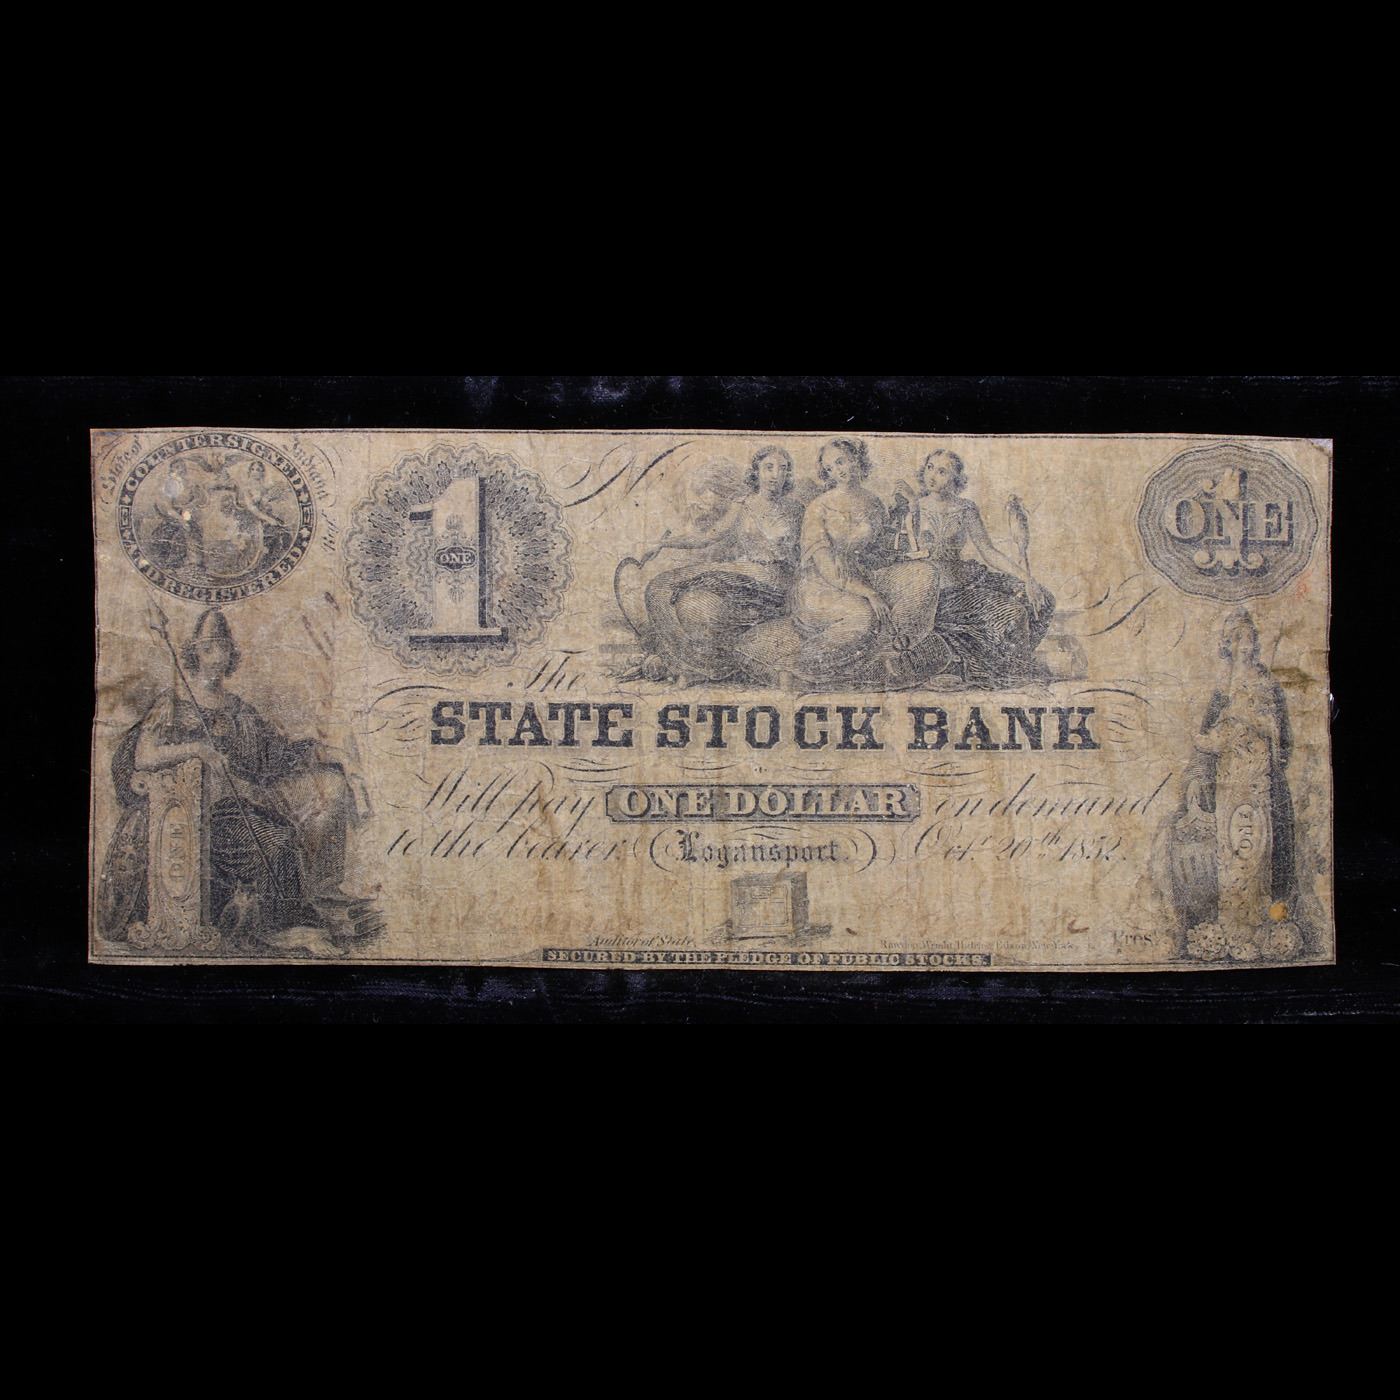 State of Indiana
COUNTERSIGNED
AND REGISTERED
1
ONE
No
A
1
ONE
The
STATE STOCK BANK
Will pay ONE DOLLAR on demand
to the bearer. Logansport. Oct. 20th 1852.
ONE
ONE
Auditor of State
Rawdon, Wright, Hatch & Edson, New York
Pres
SECURED BY THE PLEDGE OF PUBLIC STOCKS.